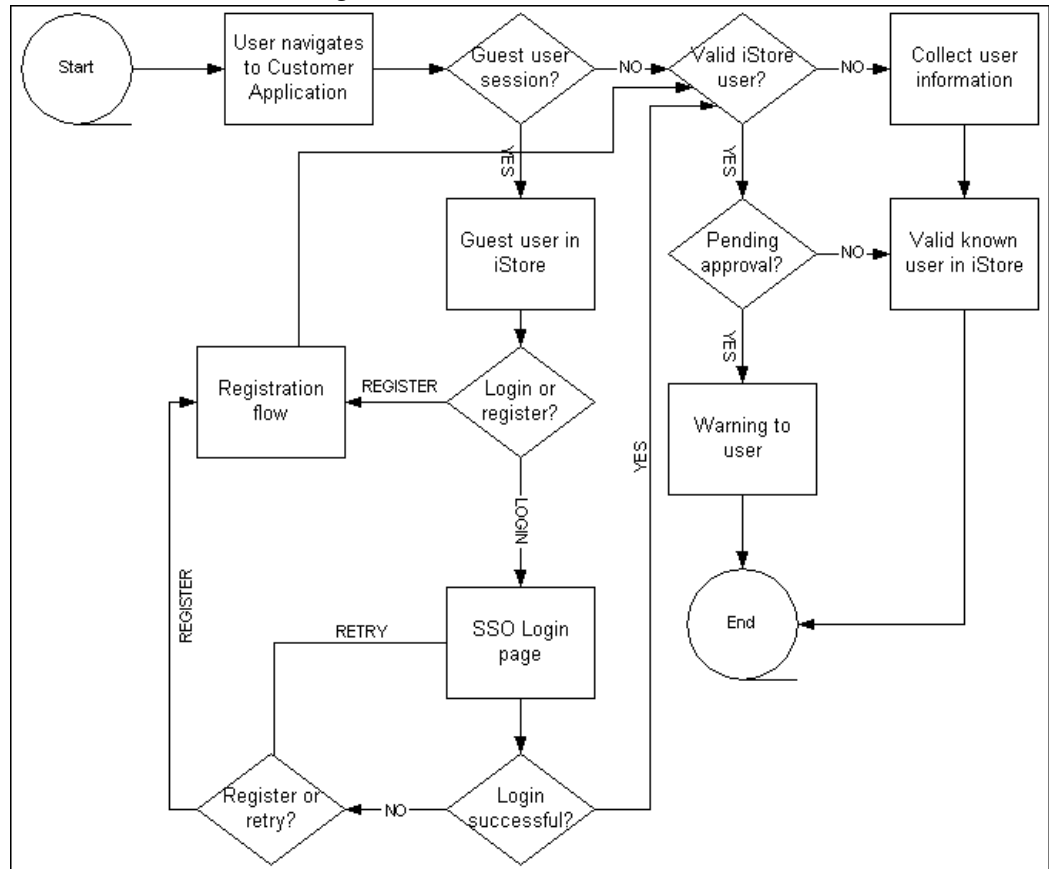 Start
User navigates
to Customer
Application
Guest user
session?
NO
Valid iStore
user?
NO
Collect user
information
YES
YES
Guest user in
iStore
Pending
approval?
NO
Valid known
user in iStore
YES
Registration
flow
REGISTER
Login or
register?
Warning to
user
YES
LOGIN
REGISTER
RETRY
SSO Login
page
End
Register or
retry?
NO
Login
successful?